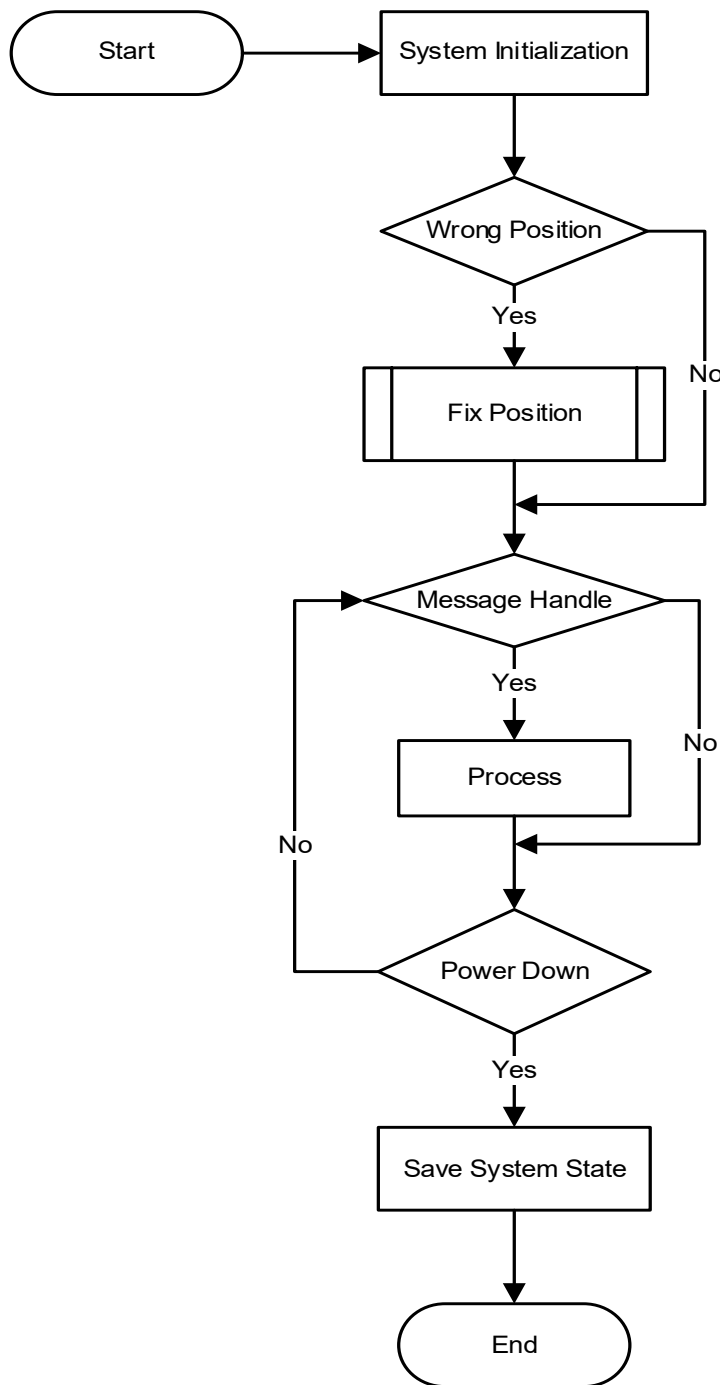 Start
System Initialization
Wrong Position
Yes
No
Fix Position
Message Handle
Yes
No
Process
No
Power Down
Yes
Save System State
End